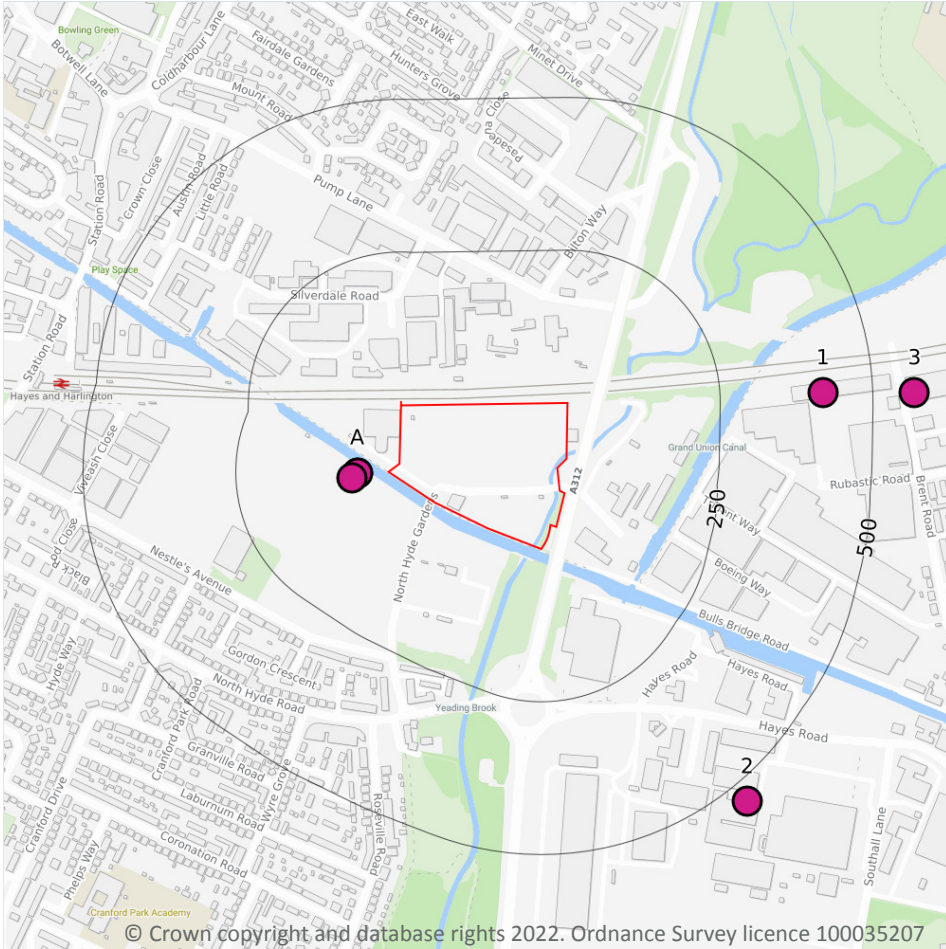 Bowling Green
Botwell Lane
Coldharbour Lane
East Walk
Fairdale Gardens
Hunters Grove
Minet Drive
Mount Road
Pasade
na Close
Crown Close
Austin Road
Little Road
Station Road
Pump Lane
Bilton Way
Play Space
Silverdale Road
Station Road
Hayes and Harlington
1
3
A
Viveash Close
Grand Union Canal
A312
Rubastic Road
Brent Road
250
500
North Hyde Gardens
Nestle's Avenue
Boeing Way
Bulls Bridge Road
Hyde Way
Gordon Crescent
North Hyde Road
Hayes Road
Hayes Road
Yeading Brook
Hayes Road
Cranford Park Road
Granville Road
Wyre Grove
Laburnum Road
2
Cranford Drive
Coronation Road
Roseville Road
Phelps Way
Southall Lane
Cranford Park Academy
© Crown copyright and database rights 2022. Ordnance Survey licence 100035207